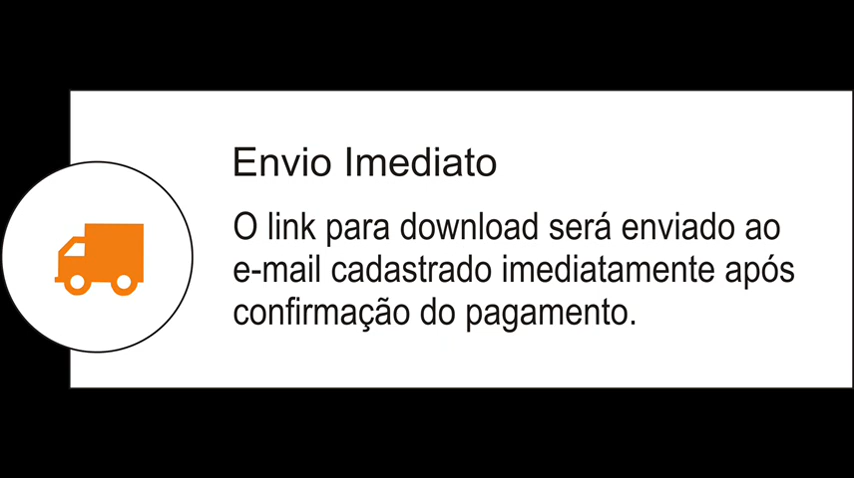 Envio Imediato
O link para download será enviado ao
e-mail cadastrado imediatamente após
confirmação do pagamento.